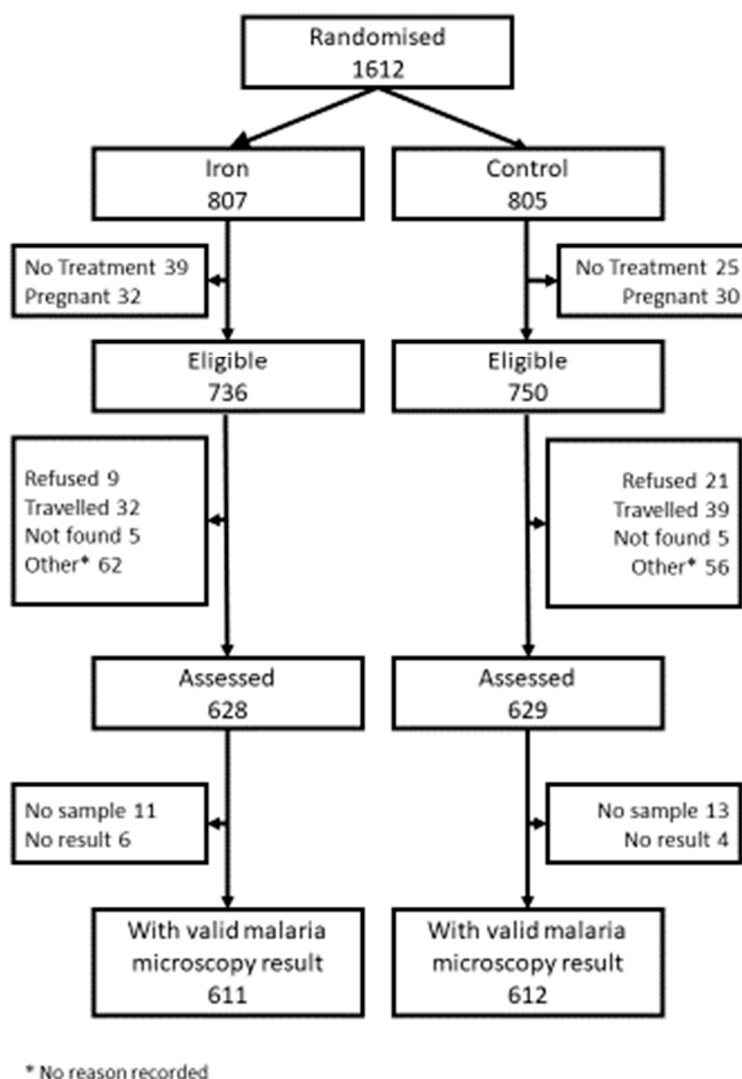 Randomised
1612
Iron
807
Control
805
No Treatment 39
Pregnant 32
No Treatment 25
Pregnant 30
Eligible
736
Eligible
750
Refused 9
Travelled 32
Not found 5
Other* 62
Refused 21
Travelled 39
Not found 5
Other* 56
Assessed
628
Assessed
629
No sample 11
No result 6
No sample 13
No result 4
With valid malaria
microscopy result
611
With valid malaria
microscopy result
612
* No reason recorded